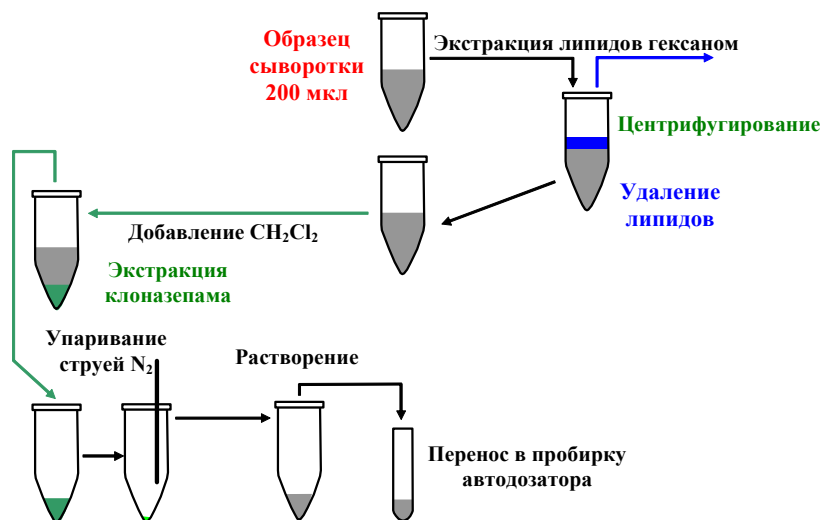 Образец
сыворотки
200 мкл
Экстракция липидов гексаном
Центрифугирование
Удаление
липидов
Добавление CH₂Cl₂
Экстракция
клоназепама
Упаривание
струей N₂
Растворение
Перенос в пробирку
автодозатора